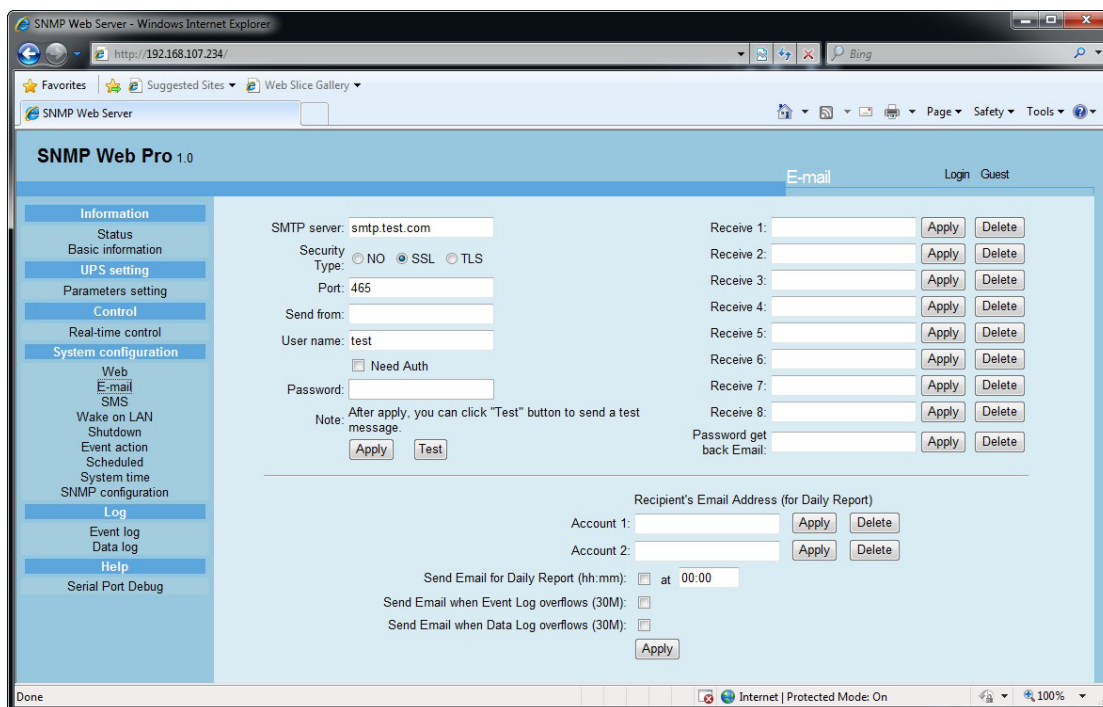 SNMP Web Server - Windows Internet Explorer
http://192.168.107.234/
Bing
Favorites Suggested Sites Web Slice Gallery
SNMP Web Server
Page Safety Tools
SNMP Web Pro 1.0
E-mail
Login Guest
Information
Status
Basic information
UPS setting
Parameters setting
Control
Real-time control
System configuration
Web
E-mail
SMS
Wake on LAN
Shutdown
Event action
Scheduled
System time
SNMP configuration
Log
Event log
Data log
Help
Serial Port Debug
SMTP server: smtp.test.com
Security Type: NO SSL TLS
Port: 465
Send from:
User name: test
Need Auth
Password:
Note: After apply, you can click "Test" button to send a test
message.
Apply Test
Receive 1: Apply Delete
Receive 2: Apply Delete
Receive 3: Apply Delete
Receive 4: Apply Delete
Receive 5: Apply Delete
Receive 6: Apply Delete
Receive 7: Apply Delete
Receive 8: Apply Delete
Password get
back Email: Apply Delete
Recipient's Email Address (for Daily Report)
Account 1: Apply Delete
Account 2: Apply Delete
Send Email for Daily Report (hh:mm): at 00:00
Send Email when Event Log overflows (30M):
Send Email when Data Log overflows (30M):
Apply
Done
Internet | Protected Mode: On
100%